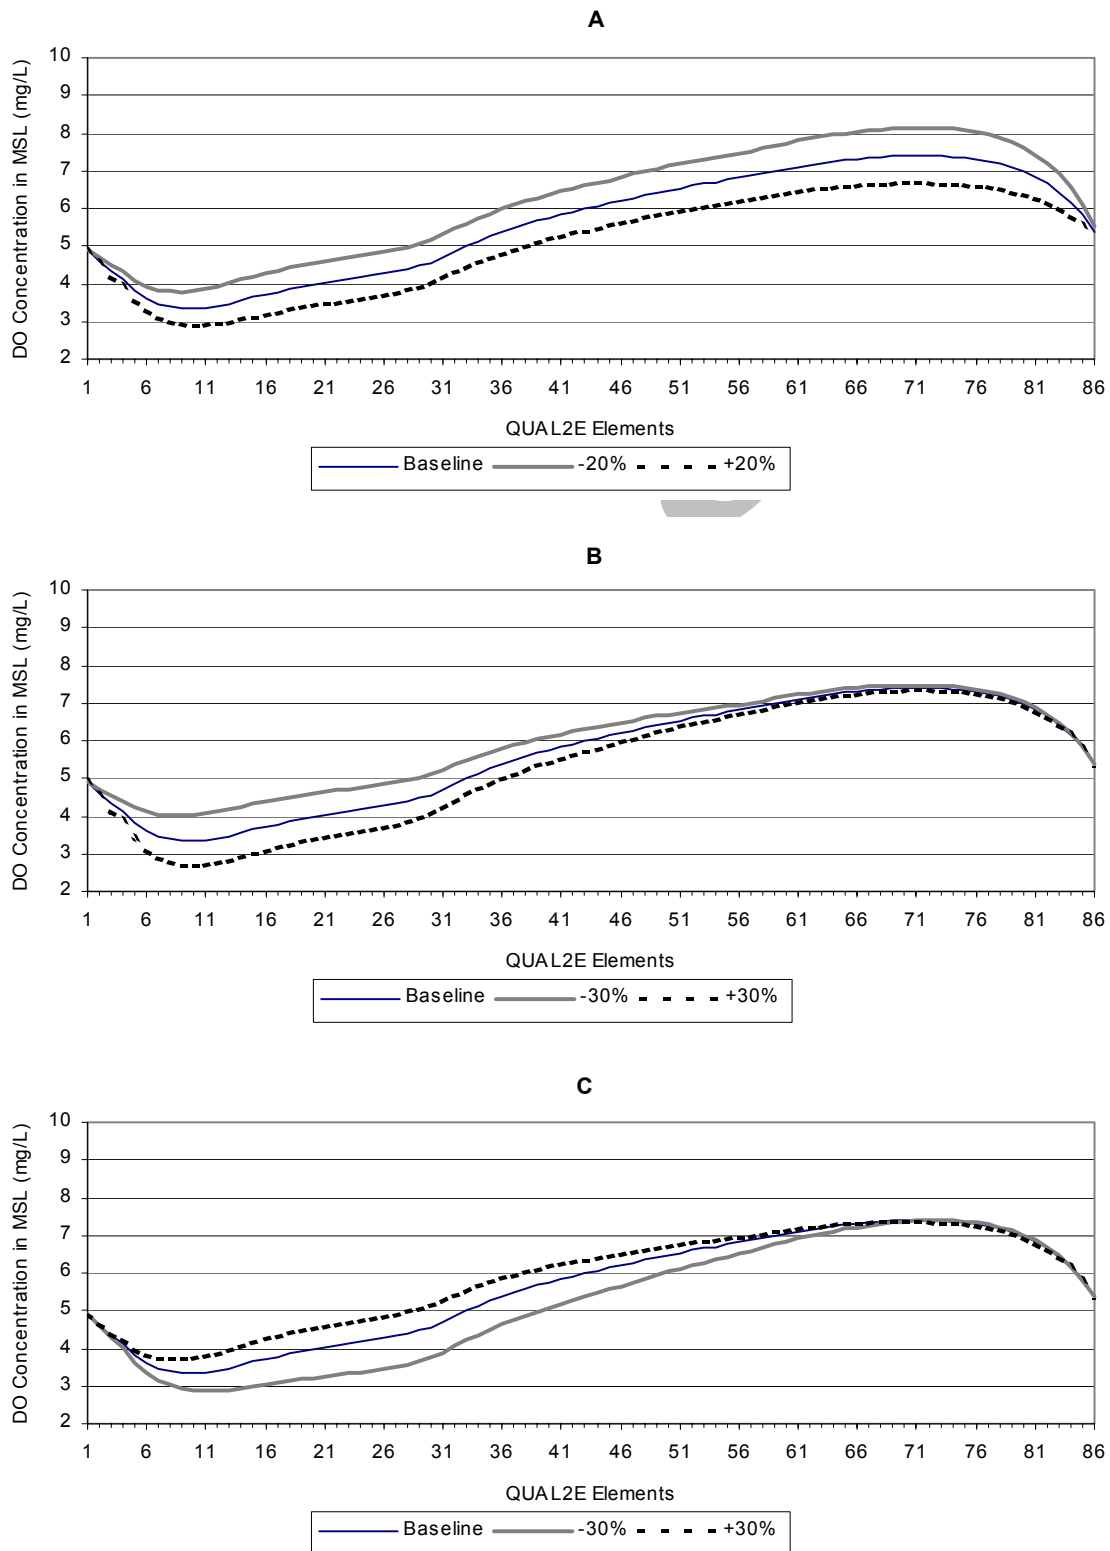 A
DO Concentration in MSL (mg/L)
10
9
8
7
6
5
4
3
2
1 6 11 16 21 26 31 36 41 46 51 56 61 66 71 76 81 86
QUAL2E Elements
Baseline -20% +20%
B
DO Concentration in MSL (mg/L)
10
9
8
7
6
5
4
3
2
1 6 11 16 21 26 31 36 41 46 51 56 61 66 71 76 81 86
QUAL2E Elements
Baseline -30% +30%
C
DO Concentration in MSL (mg/L)
10
9
8
7
6
5
4
3
2
1 6 11 16 21 26 31 36 41 46 51 56 61 66 71 76 81 86
QUAL2E Elements
Baseline -30% +30%